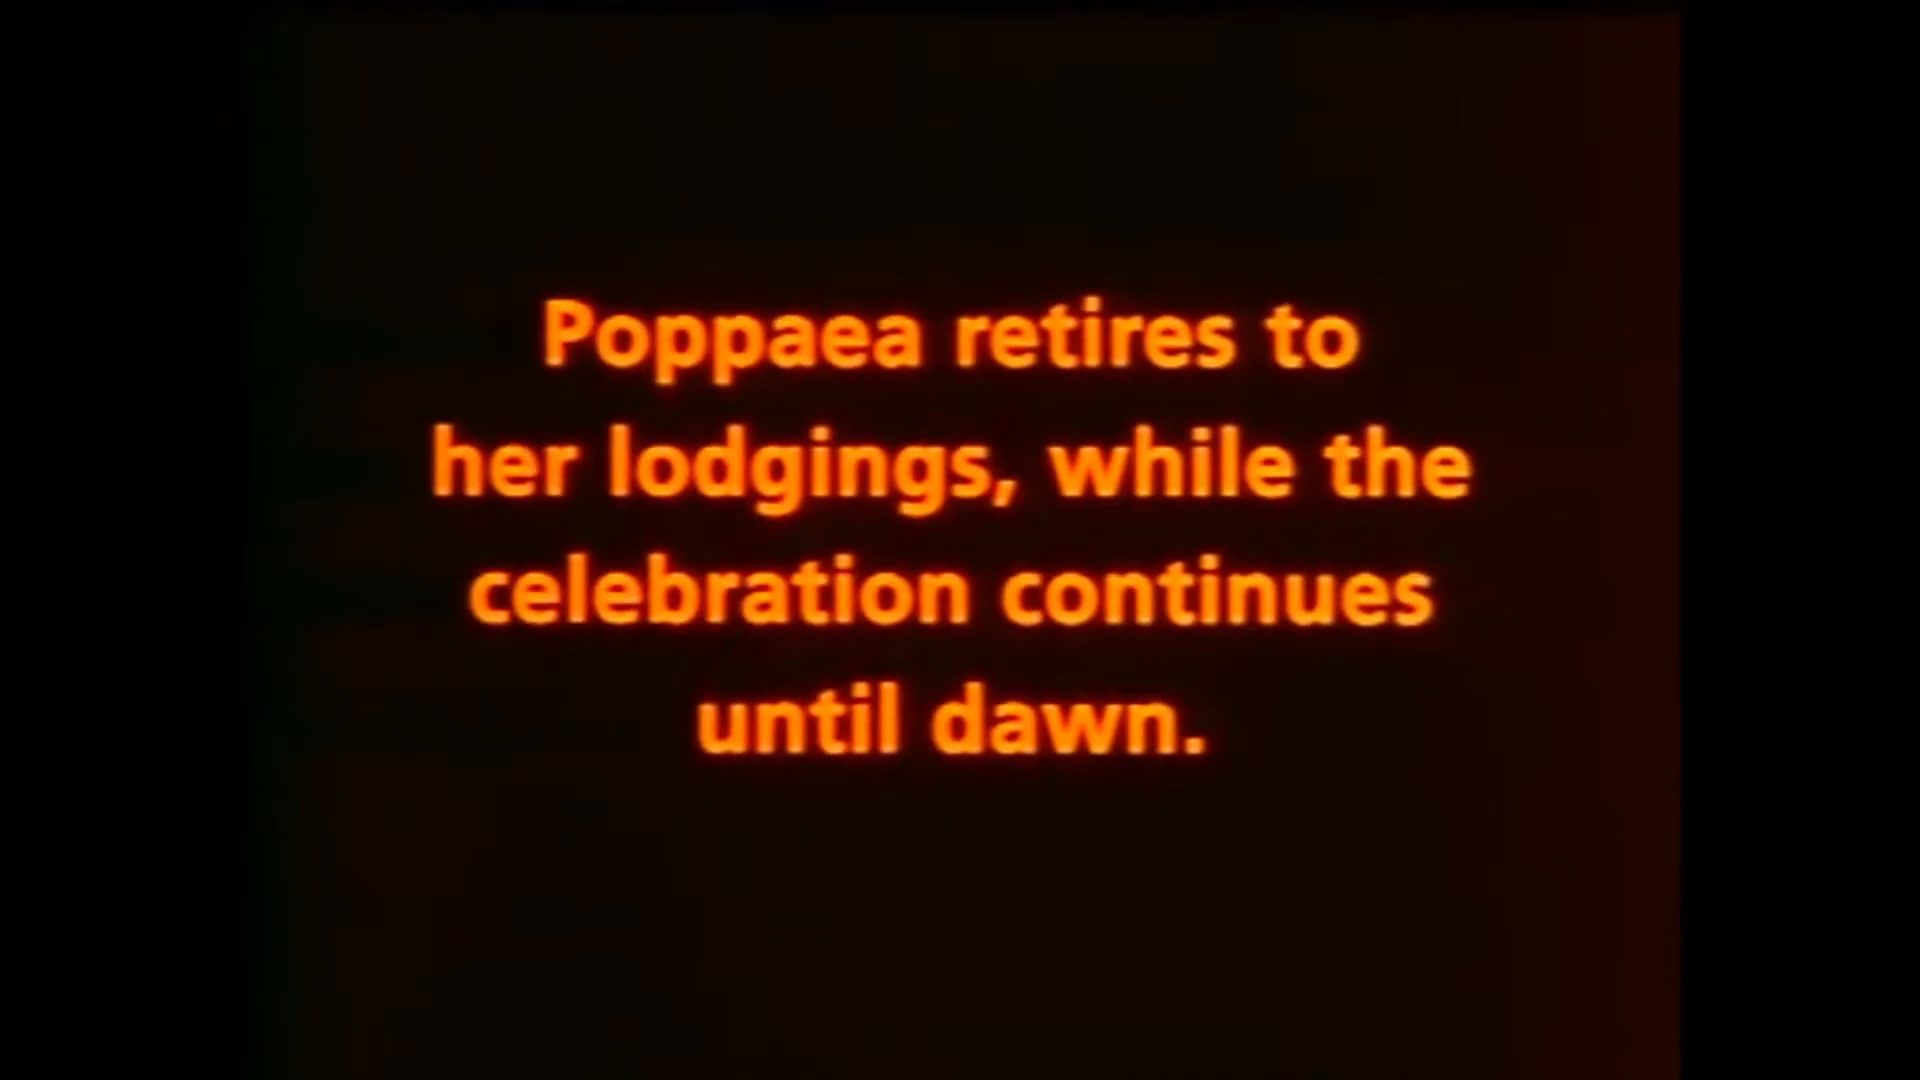 Poppaea retires to
her lodgings, while the
celebration continues
until dawn.